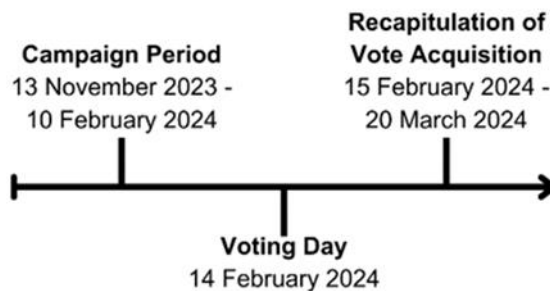 Campaign Period
13 November 2023 -
10 February 2024
Recapitulation of
Vote Acquisition
15 February 2024 -
20 March 2024
Voting Day
14 February 2024